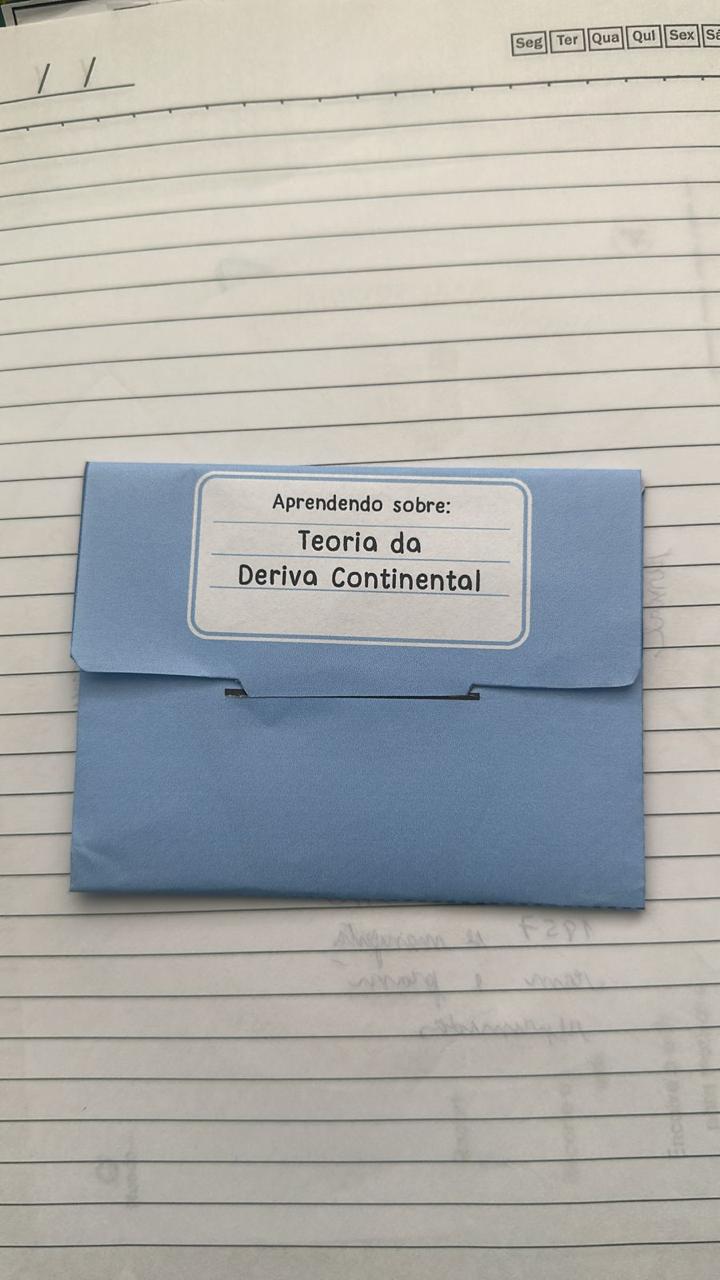 Seg Ter Qua Qui Sex
/ /
Aprendendo sobre:
Teoria da
Deriva Continental